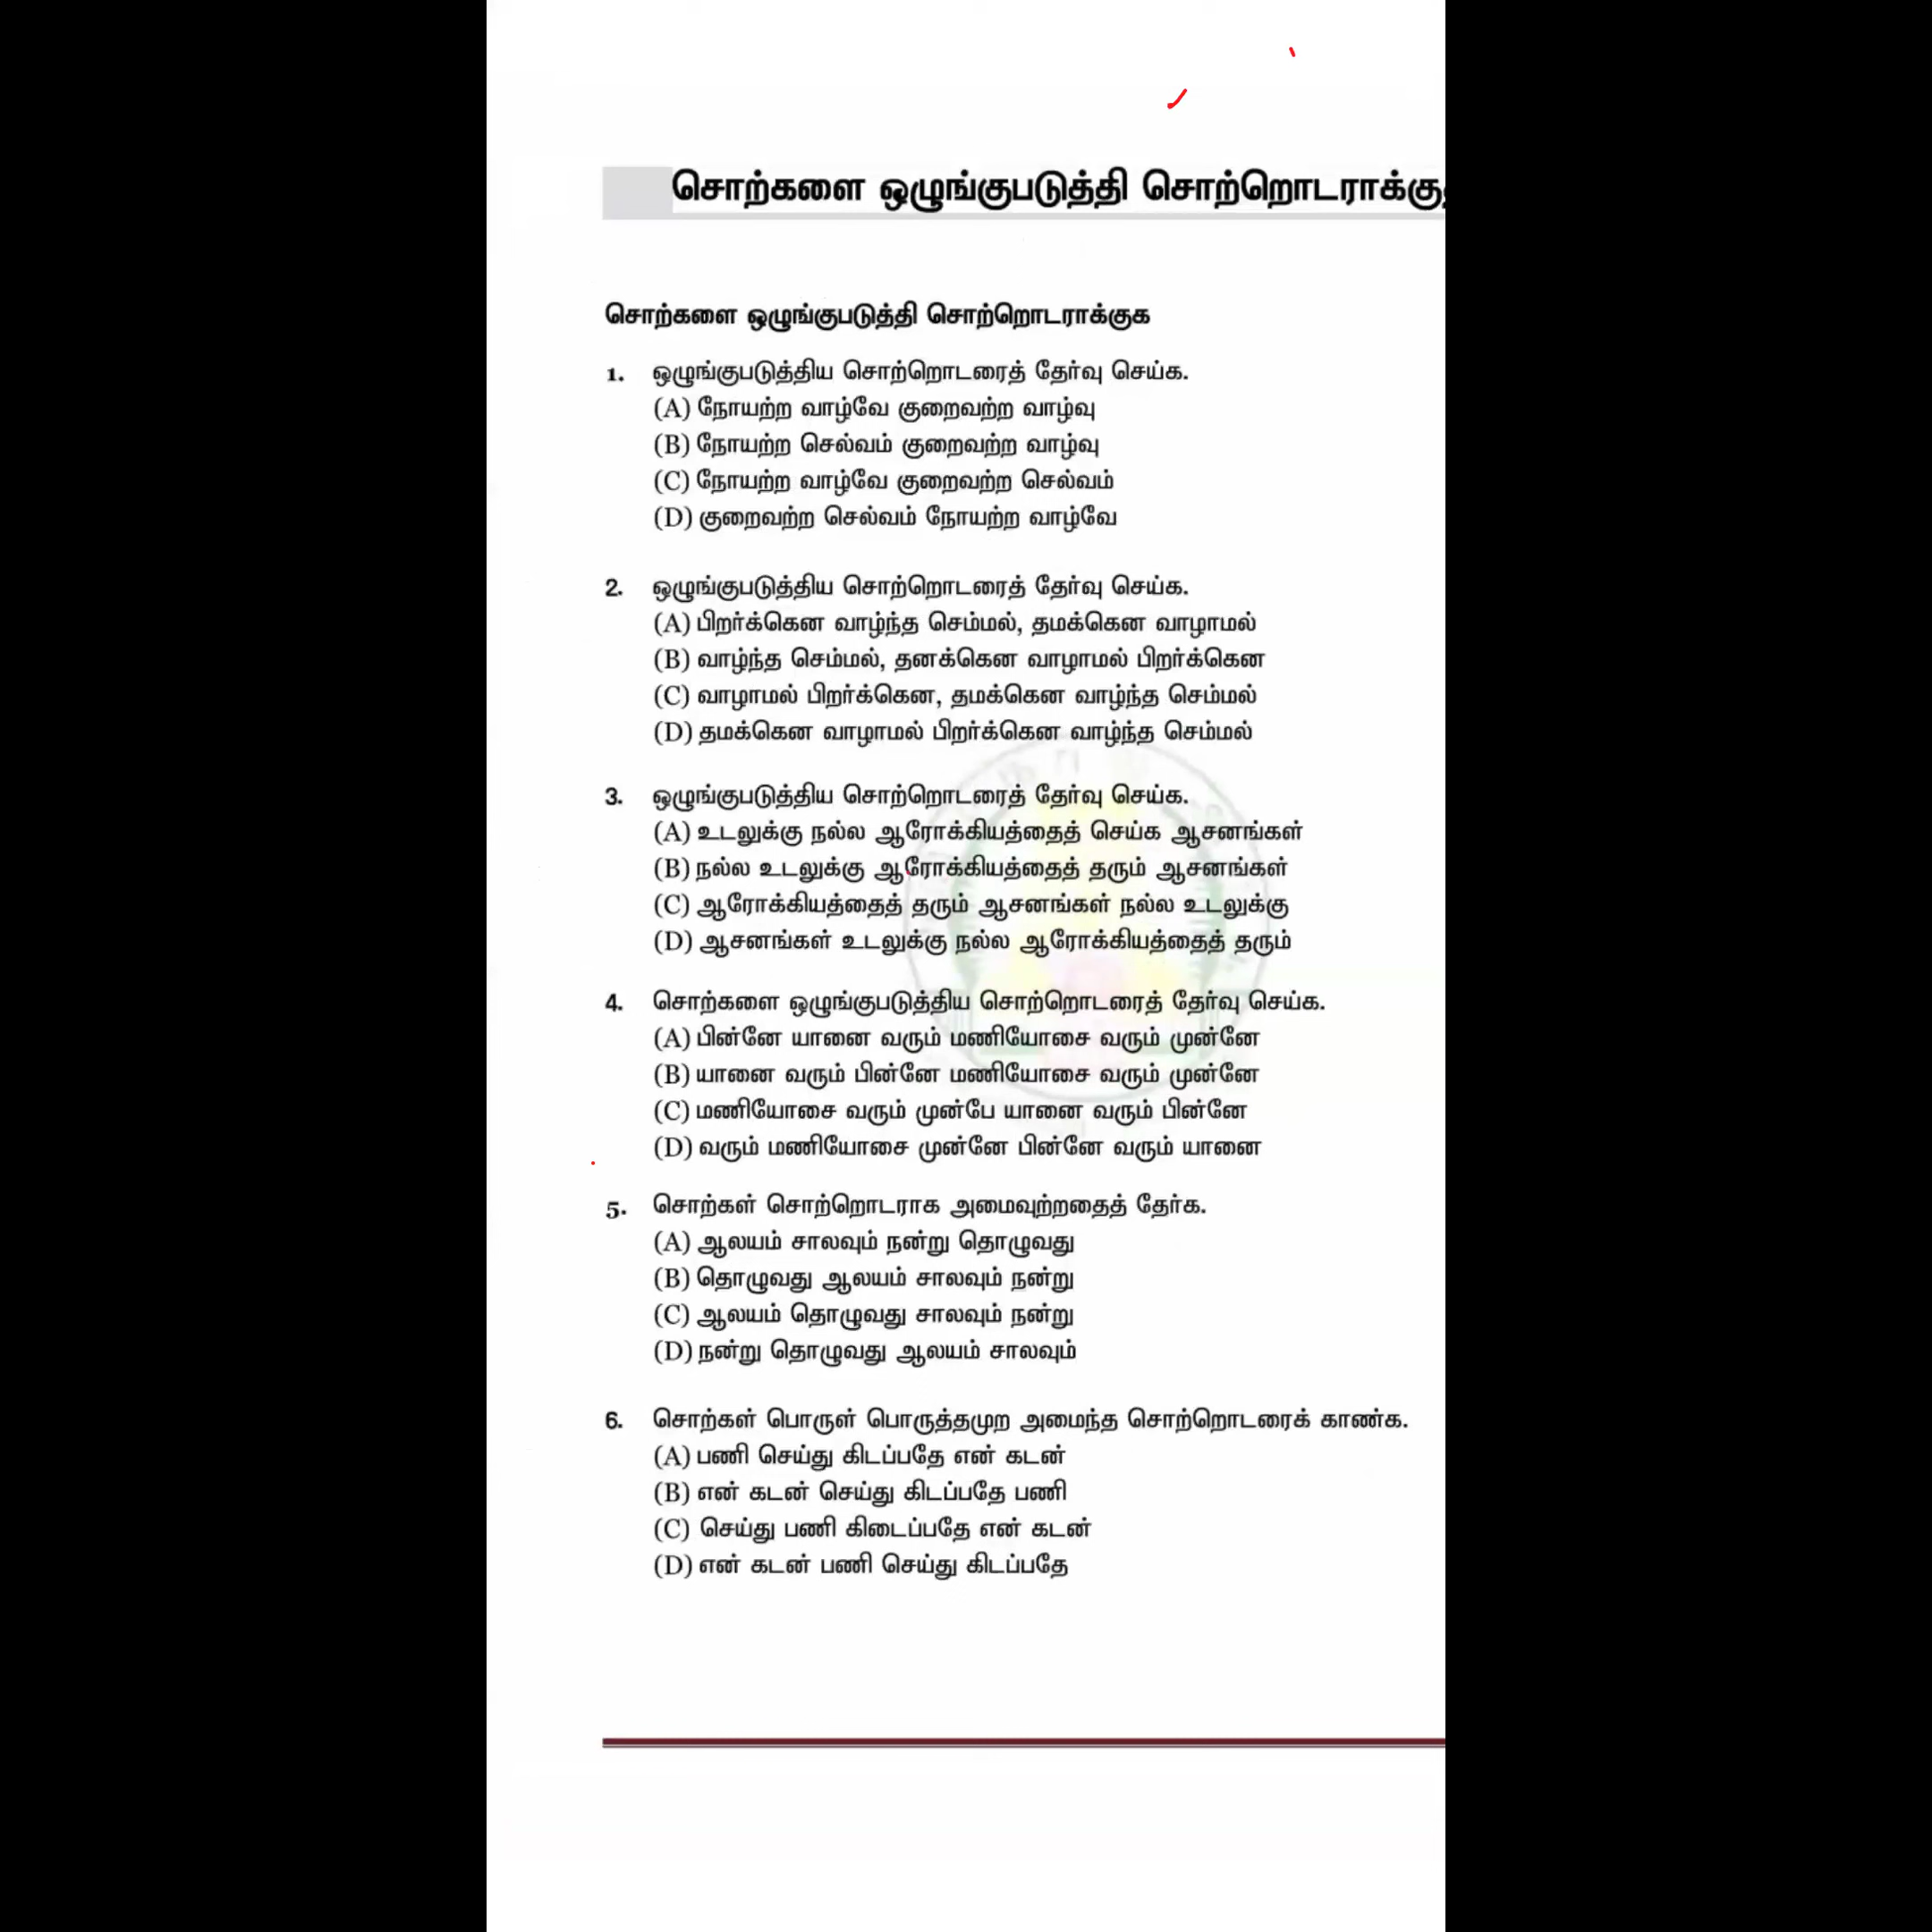 சொற்களை ஒழுங்குபடுத்தி சொற்றொடராக்கு
சொற்களை ஒழுங்குபடுத்தி சொற்றொடராக்குக
1. ஒழுங்குபடுத்திய சொற்றொடரைத் தேர்வு செய்க.
(A) நோயற்ற வாழ்வே குறைவற்ற வாழ்வு
(B) நோயற்ற செல்வம் குறைவற்ற வாழ்வு
(C) நோயற்ற வாழ்வே குறைவற்ற செல்வம்
(D) குறைவற்ற செல்வம் நோயற்ற வாழ்வே
2. ஒழுங்குபடுத்திய சொற்றொடரைத் தேர்வு செய்க.
(A) பிறர்க்கென வாழ்ந்த செம்மல், தமக்கென வாழாமல்
(B) வாழ்ந்த செம்மல், தனக்கென வாழாமல் பிறர்க்கென
(C) வாழாமல் பிறர்க்கென, தமக்கென வாழ்ந்த செம்மல்
(D) தமக்கென வாழாமல் பிறர்க்கென வாழ்ந்த செம்மல்
3. ஒழுங்குபடுத்திய சொற்றொடரைத் தேர்வு செய்க.
(A) உடலுக்கு நல்ல ஆரோக்கியத்தைத் செய்க ஆசனங்கள்
(B) நல்ல உடலுக்கு ஆரோக்கியத்தைத் தரும் ஆசனங்கள்
(C) ஆரோக்கியத்தைத் தரும் ஆசனங்கள் நல்ல உடலுக்கு
(D) ஆசனங்கள் உடலுக்கு நல்ல ஆரோக்கியத்தைத் தரும்
4. சொற்களை ஒழுங்குபடுத்திய சொற்றொடரைத் தேர்வு செய்க.
(A) பின்னே யானை வரும் மணியோசை வரும் முன்னே
(B) யானை வரும் பின்னே மணியோசை வரும் முன்னே
(C) மணியோசை வரும் முன்பே யானை வரும் பின்னே
(D) வரும் மணியோசை முன்னே பின்னே வரும் யானை
5. சொற்கள் சொற்றொடராக அமைவுற்றதைத் தேர்க.
(A) ஆலயம் சாலவும் நன்று தொழுவது
(B) தொழுவது ஆலயம் சாலவும் நன்று
(C) ஆலயம் தொழுவது சாலவும் நன்று
(D) நன்று தொழுவது ஆலயம் சாலவும்
6. சொற்கள் பொருள் பொருத்தமுற அமைந்த சொற்றொடரைக் காண்க.
(A) பணி செய்து கிடப்பதே என் கடன்
(B) என் கடன் செய்து கிடப்பதே பணி
(C) செய்து பணி கிடைப்பதே என் கடன்
(D) என் கடன் பணி செய்து கிடப்பதே